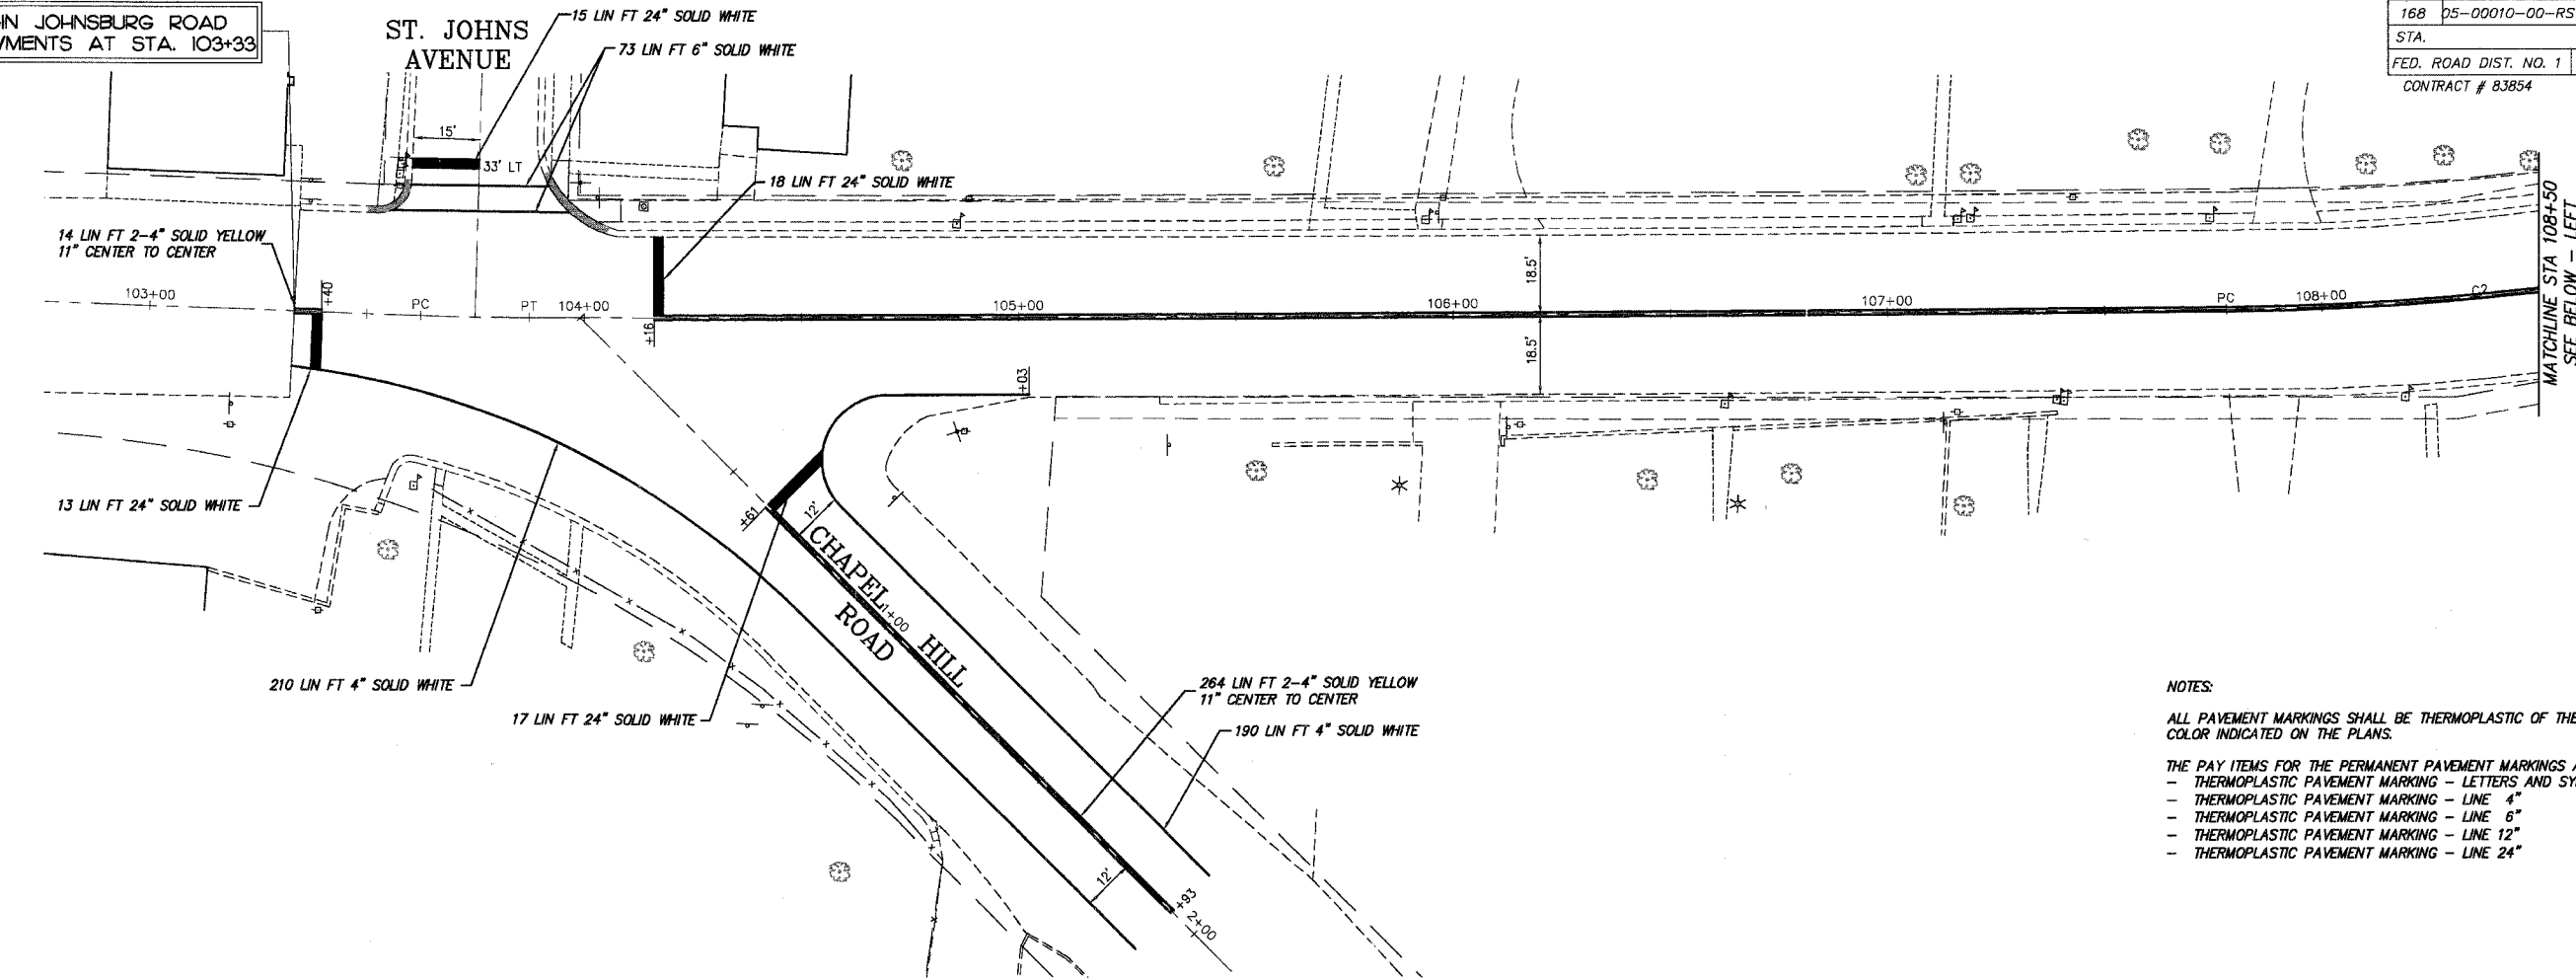 JOHNSBURG ROAD
AT STA. 103+33
ST. JOHNS
AVENUE
15 LIN FT 24" SOLID WHITE
73 LIN FT 6" SOLID WHITE
168 05-00010-00-RS
STA.
FED. ROAD DIST. NO. 1
CONTRACT # 83854
15'
33' LT
18 LIN FT 24" SOLID WHITE
14 LIN FT 2-4" SOLID YELLOW
11" CENTER TO CENTER
103+00
+40
PC
PT
104+00
+16
105+00
106+00
107+00
PC
108+00
C2
18.5'
18.5'
MATCHLINE STA 108+50
SEE BELOW - LEFT
+03
13 LIN FT 24" SOLID WHITE
+61
12'
CHAPEL HILL
ROAD
1+00
210 LIN FT 4" SOLID WHITE
17 LIN FT 24" SOLID WHITE
264 LIN FT 2-4" SOLID YELLOW
11" CENTER TO CENTER
190 LIN FT 4" SOLID WHITE
12'
+93
2+00
NOTES:
ALL PAVEMENT MARKINGS SHALL BE THERMOPLASTIC OF THE
COLOR INDICATED ON THE PLANS.
THE PAY ITEMS FOR THE PERMANENT PAVEMENT MARKINGS
- THERMOPLASTIC PAVEMENT MARKING - LETTERS AND
- THERMOPLASTIC PAVEMENT MARKING - LINE 4"
- THERMOPLASTIC PAVEMENT MARKING - LINE 6"
- THERMOPLASTIC PAVEMENT MARKING - LINE 12"
- THERMOPLASTIC PAVEMENT MARKING - LINE 24"